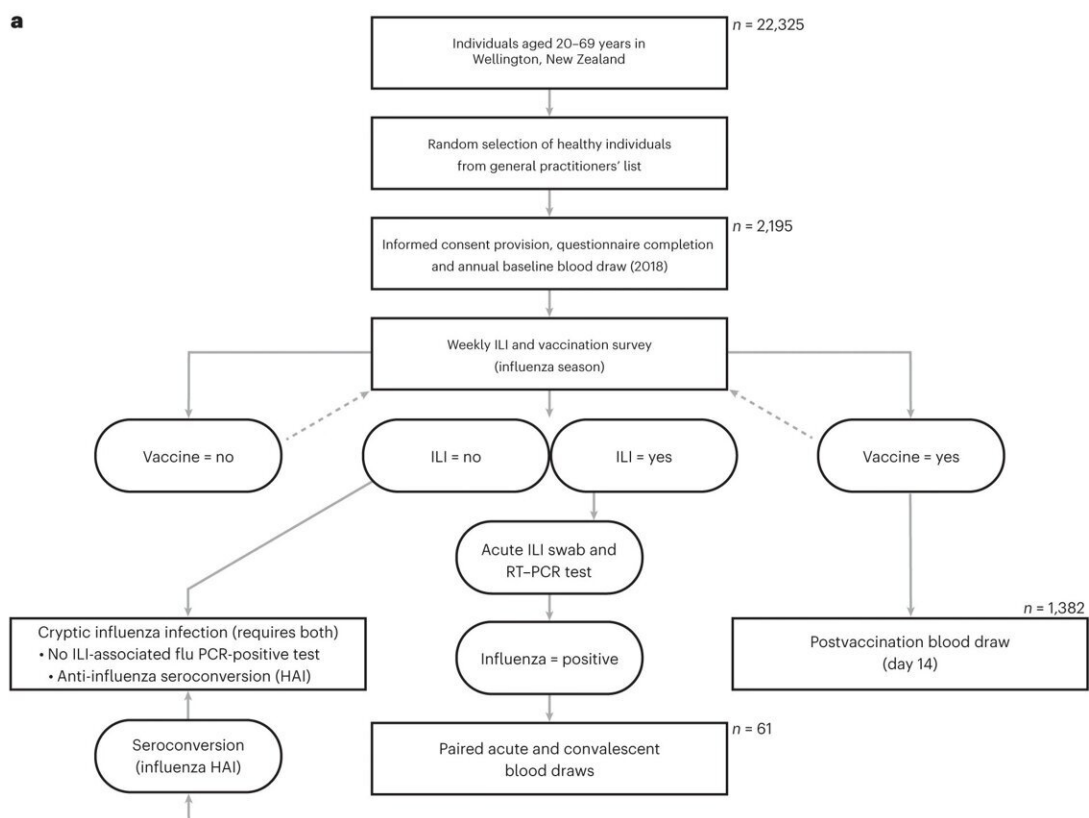 a
n = 22,325
Individuals aged 20–69 years in
Wellington, New Zealand
Random selection of healthy individuals
from general practitioners’ list
n = 2,195
Informed consent provision, questionnaire completion
and annual baseline blood draw (2018)
Weekly ILI and vaccination survey
(influenza season)
Vaccine = no
ILI = no
ILI = yes
Vaccine = yes
Acute ILI swab and
RT–PCR test
n = 1,382
Cryptic influenza infection (requires both)
• No ILI-associated flu PCR-positive test
• Anti-influenza seroconversion (HAI)
Influenza = positive
Postvaccination blood draw
(day 14)
n = 61
Seroconversion
(influenza HAI)
Paired acute and convalescent
blood draws